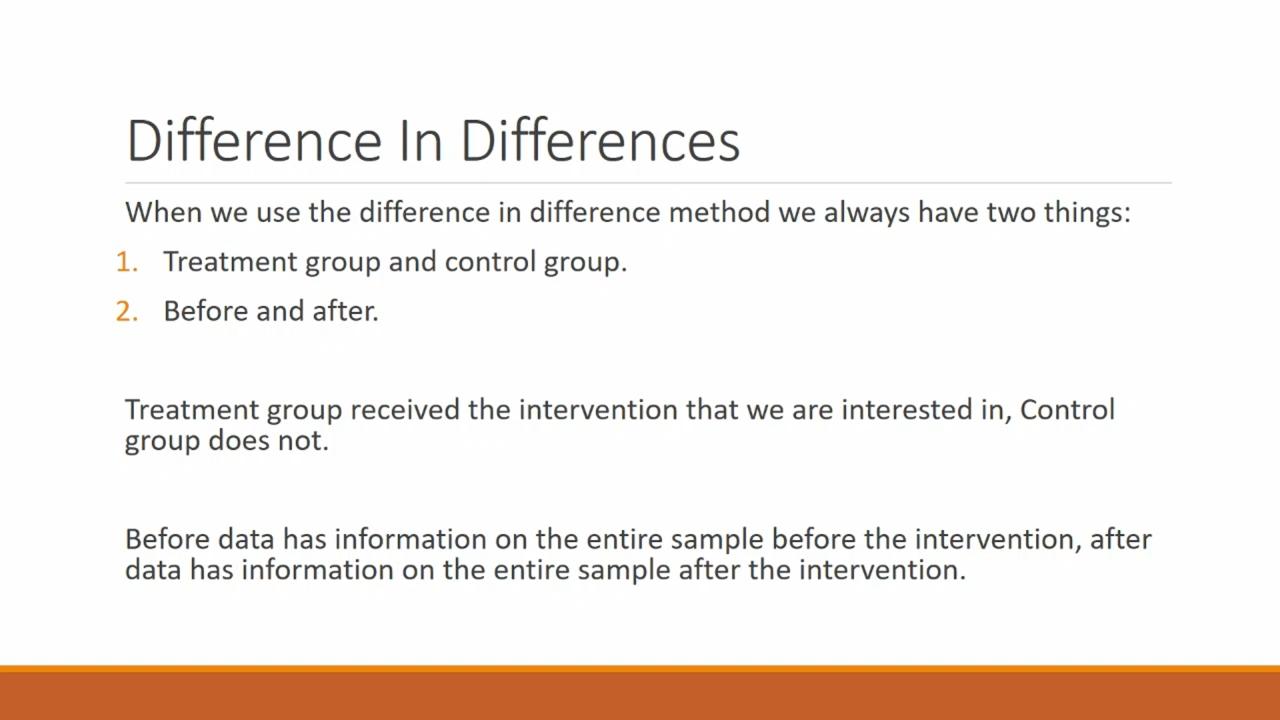 Difference In Differences
When we use the difference in difference method we always have two things:
1. Treatment group and control group.
2. Before and after.
Treatment group received the intervention that we are interested in, Control
group does not.
Before data has information on the entire sample before the intervention, after
data has information on the entire sample after the intervention.